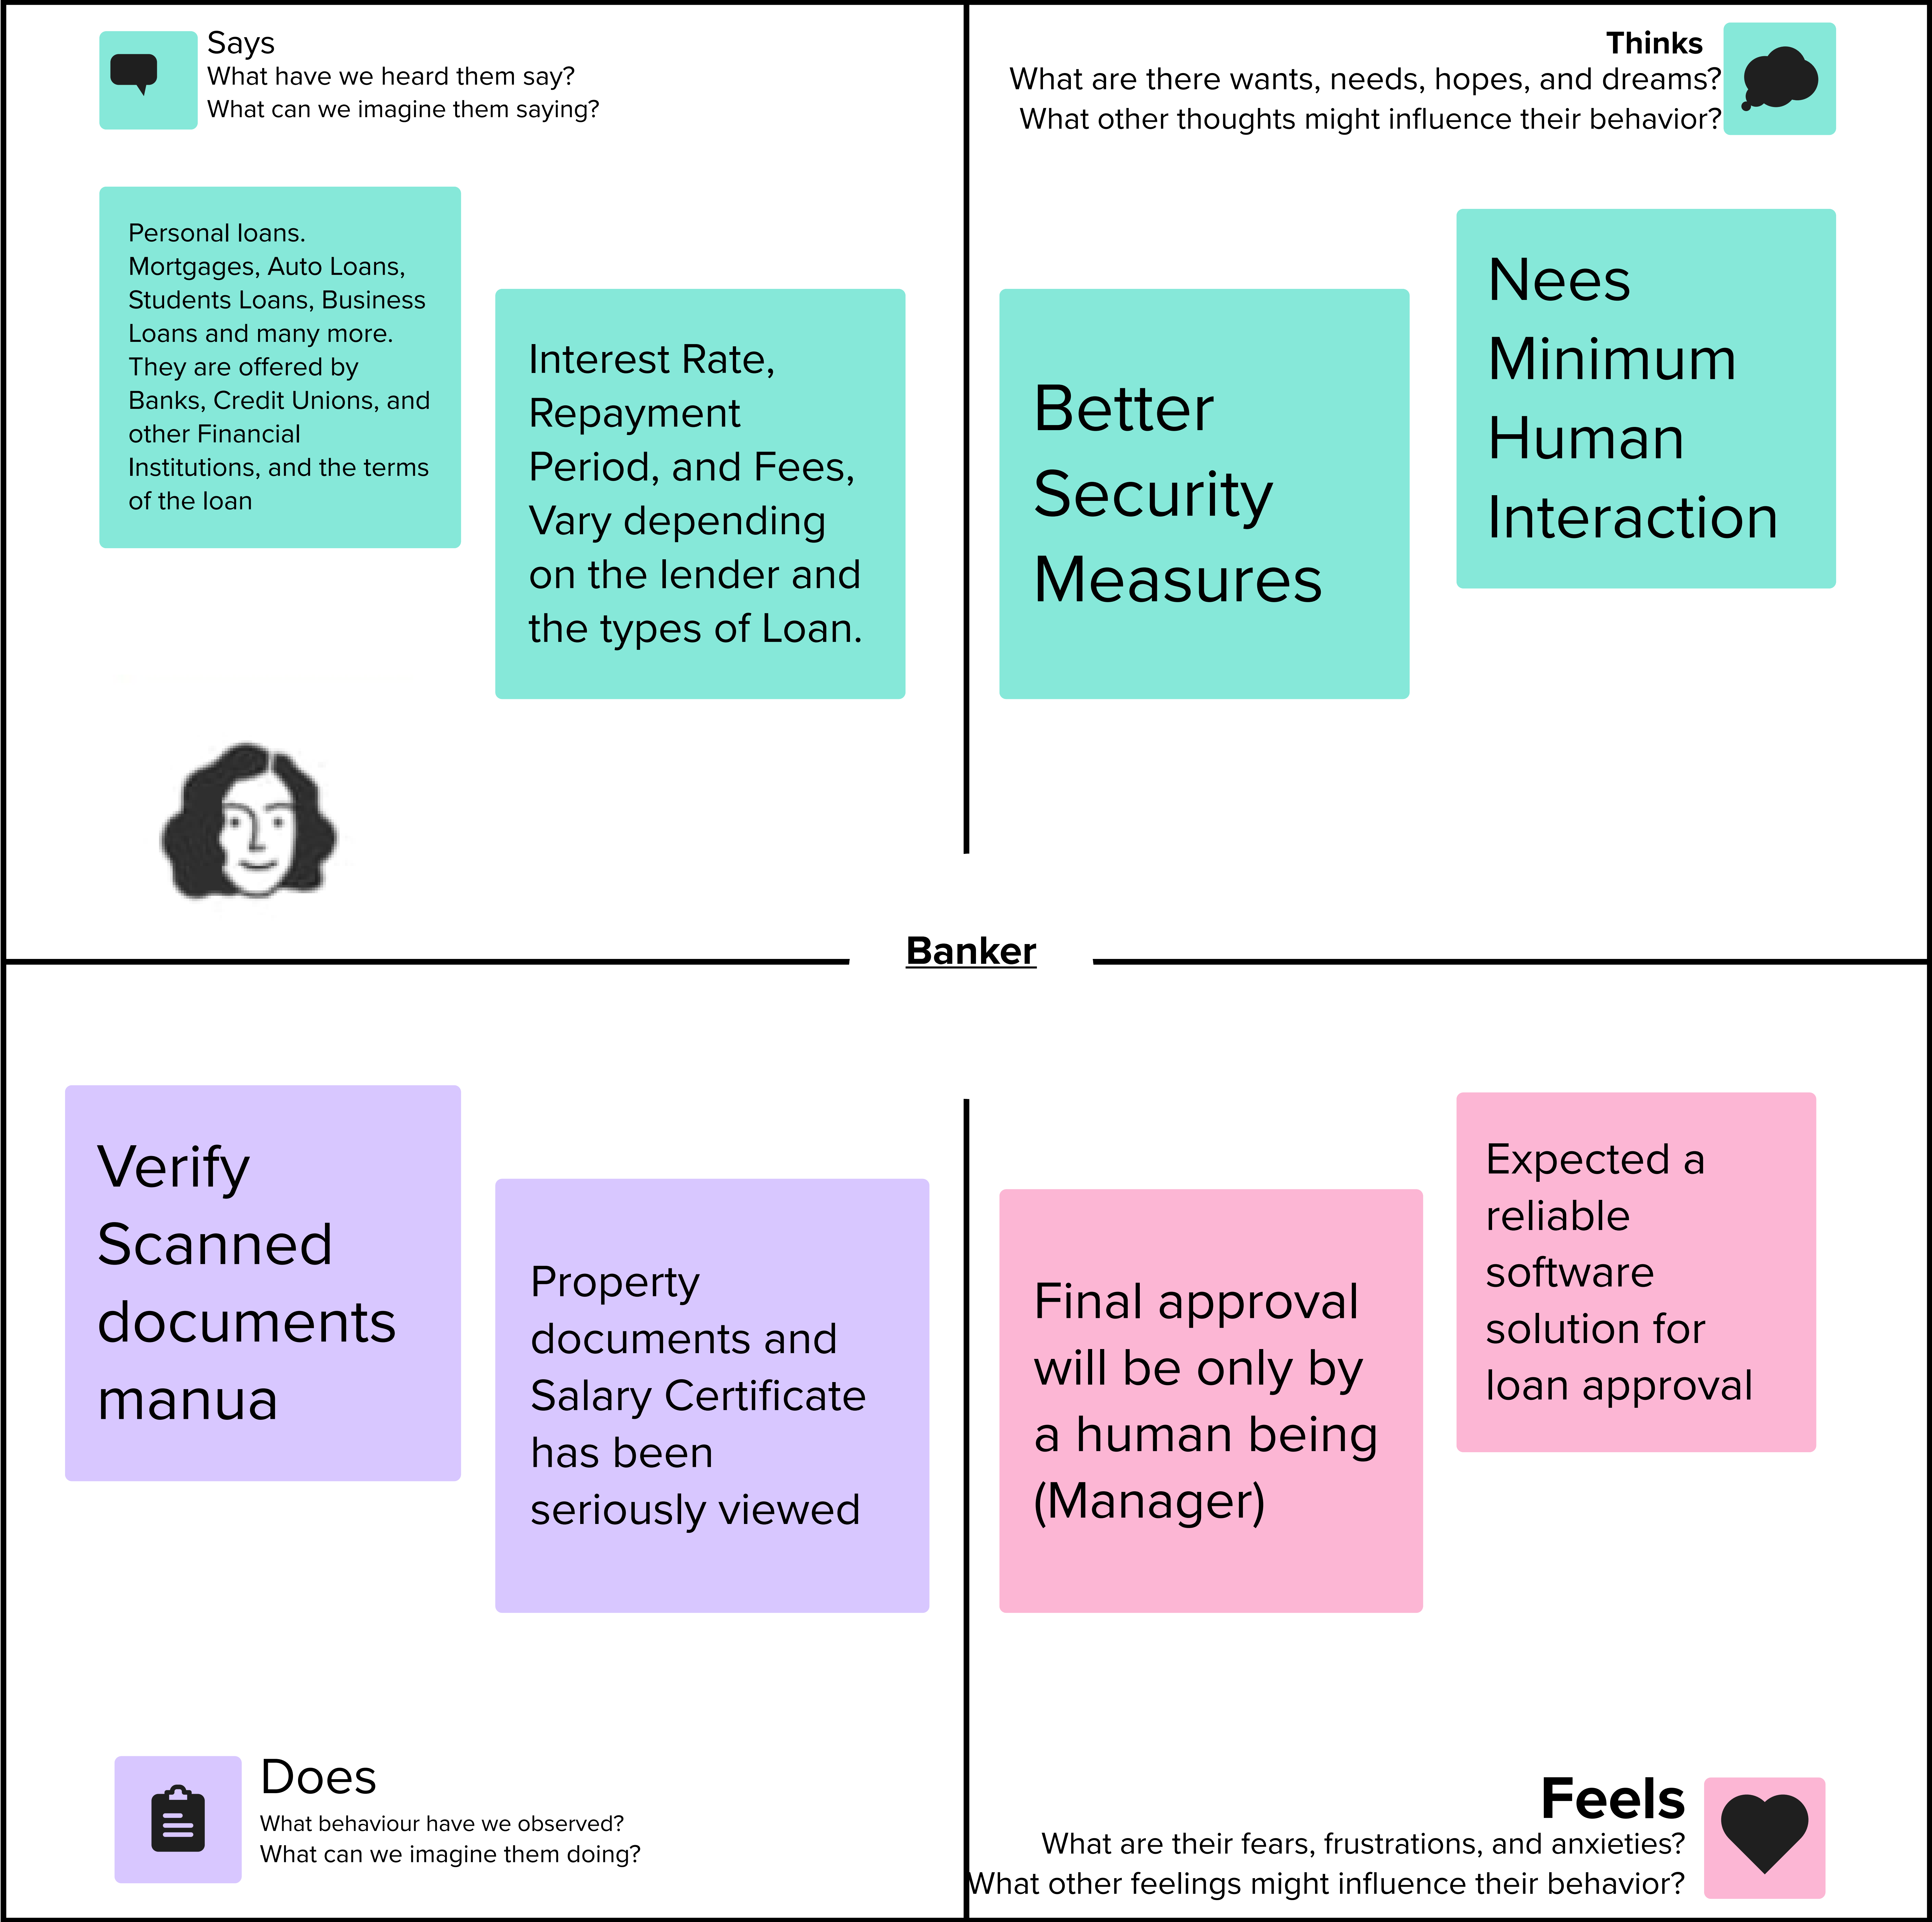 Says
What have we heard them say?
What can we imagine them saying?
Thinks
What are there wants, needs, hopes, and dreams?
What other thoughts might influence their behavior?
Personal loans.
Mortgages, Auto Loans,
Students Loans, Business
Loans and many more.
They are offered by
Banks, Credit Unions, and
other Financial
Institutions, and the terms
of the loan
Interest Rate,
Repayment
Period, and Fees,
Vary depending
on the lender and
the types of Loan.
Better
Security
Measures
Nees
Minimum
Human
Interaction
Banker
Verify
Scanned
documents
manua
Property
documents and
Salary Certificate
has been
seriously viewed
Final approval
will be only by
a human being
(Manager)
Expected a
reliable
software
solution for
loan approval
Does
What behaviour have we observed?
What can we imagine them doing?
Feels
What are their fears, frustrations, and anxieties?
What other feelings might influence their behavior?